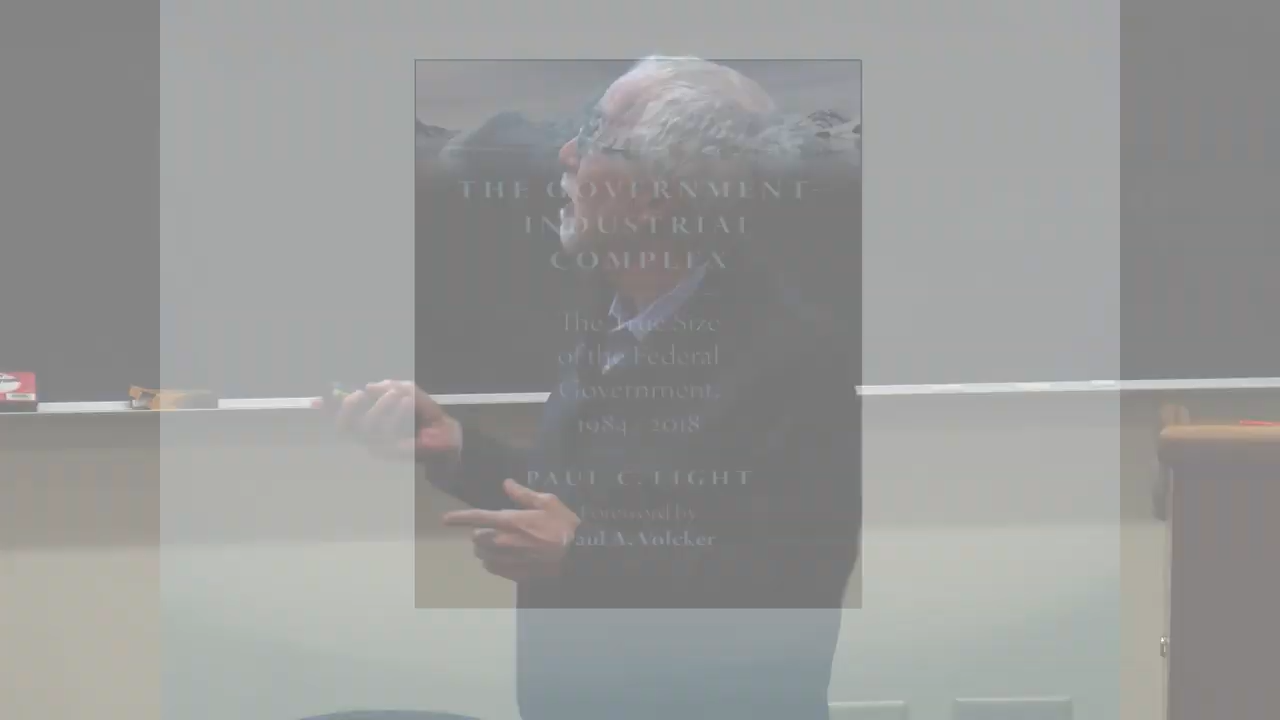 THE GOVERNMENT–
INDUSTRIAL
COMPLEX
The True Size
of the Federal
Government,
1984–2018
PAUL C. LIGHT
Foreword by
Paul A. Volcker